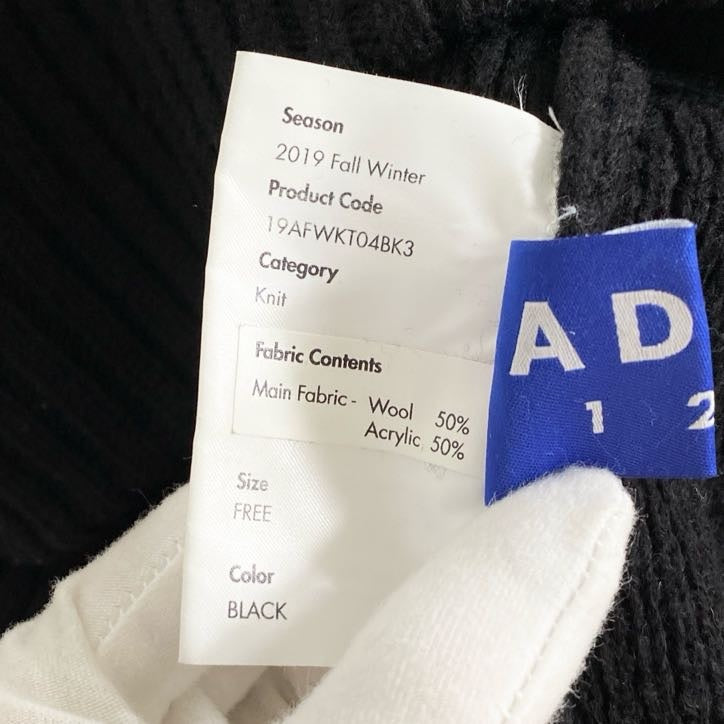 Season
2019 Fall Winter
Product Code
19AFWKT04BK3
Category
Knit
Fabric Contents
Main Fabric - Wool 50%
Acrylic, 50%
Size
FREE
Color
BLACK
A D
1 2